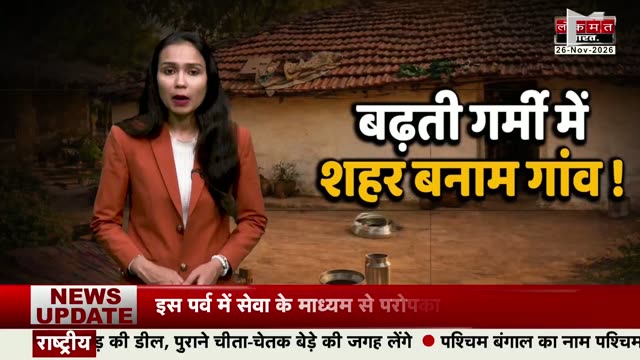 लोकमत
भारत.
26-Nov-2026
बढ़ती गर्मी में
शहर बनाम गांव !
NEWS
UPDATE
इस पर्व में सेवा के माध्यम से परोपका
राष्ट्रीय
की डील, पुराने चीता-चेतक बेड़े की जगह लेंगे ● पश्चिम बंगाल का नाम पश्चिम